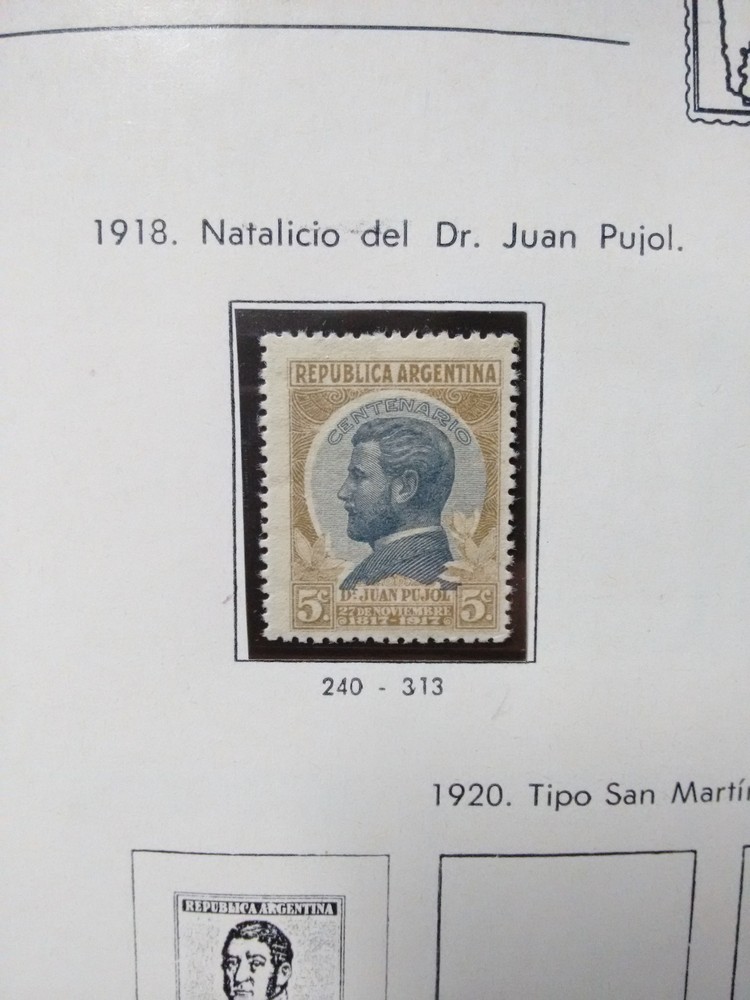 1918. Natalicio del Dr. Juan Pujol.
REPUBLICA ARGENTINA
CENTENARIO
5c. 5c.
Dr. JUAN PUJOL
27 DE NOVIEMBRE
1817-1917
240 - 313
1920. Tipo San Martín
REPUBLICA ARGENTINA